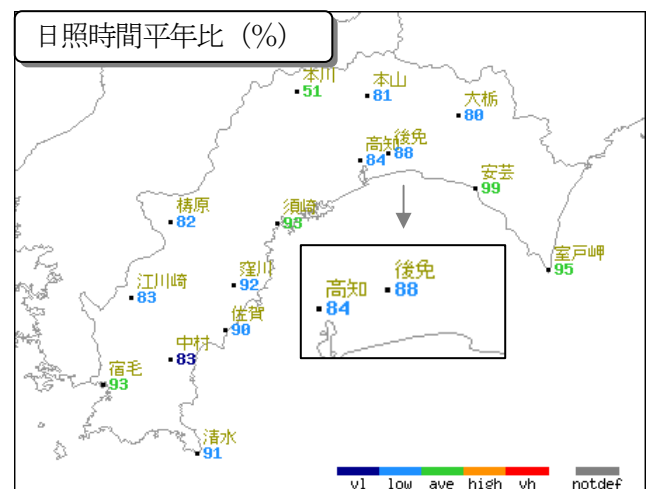 日照時間平年比（%）
本川
51
本山
81
大栃
80
高知
84
後免
88
安芸
99
室戸岬
95
梼原
82
須崎
江川崎
83
窪川
92
佐賀
90
中村
83
宿毛
93
清水
91
後免
88
高知
84
vl low ave high vh notdef